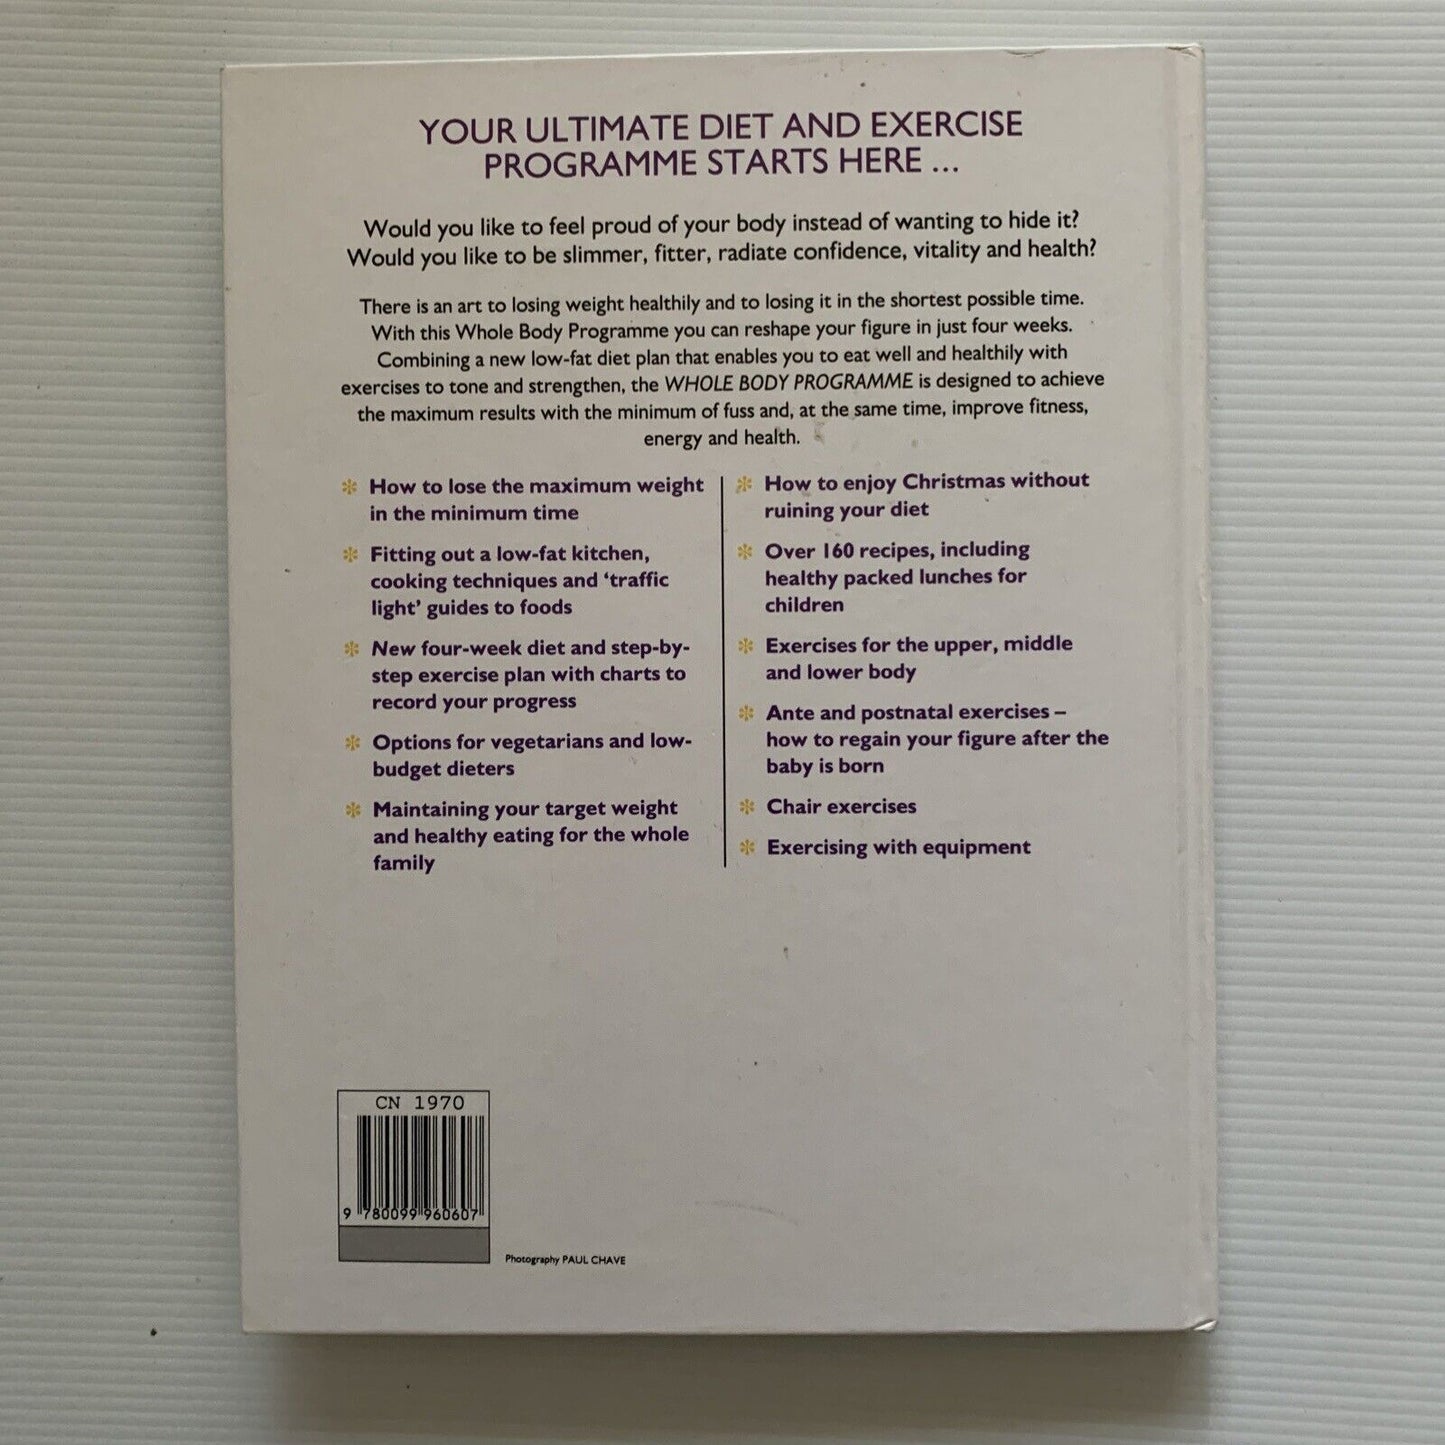 YOUR ULTIMATE DIET AND EXERCISE
PROGRAMME STARTS HERE ...
Would you like to feel proud of your body instead of wanting to hide it?
Would you like to be slimmer, fitter, radiate confidence, vitality and health?
There is an art to losing weight healthily and to losing it in the shortest possible time.
With this Whole Body Programme you can reshape your figure in just four weeks.
Combining a new low-fat diet plan that enables you to eat well and healthily with
exercises to tone and strengthen, the WHOLE BODY PROGRAMME is designed to achieve
the maximum results with the minimum of fuss and, at the same time, improve fitness,
energy and health.
✻ How to lose the maximum weight
in the minimum time
✻ Fitting out a low-fat kitchen,
cooking techniques and ‘traffic
light’ guides to foods
✻ New four-week diet and step-by-
step exercise plan with charts to
record your progress
✻ Options for vegetarians and low-
budget dieters
✻ Maintaining your target weight
and healthy eating for the whole
family
✻ How to enjoy Christmas without
ruining your diet
✻ Over 160 recipes, including
healthy packed lunches for
children
✻ Exercises for the upper, middle
and lower body
✻ Ante and postnatal exercises –
how to regain your figure after the
baby is born
✻ Chair exercises
✻ Exercising with equipment
CN 1970
9 780099 960607
Photography PAUL CHAVE